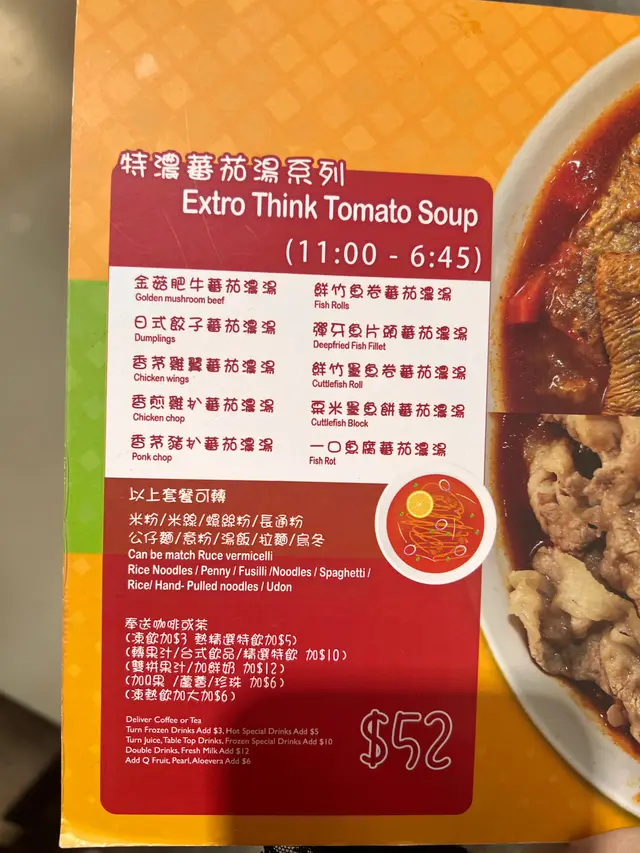 特濃蕃茄湯系列
Extro Think Tomato Soup
(11:00 - 6:45)
金菇肥牛蕃茄濃湯
Golden mushroom beef
日式餃子蕃茄濃湯
Dumplings
香茅雞翼蕃茄濃湯
Chicken wings
香煎雞扒蕃茄濃湯
Chicken chop
香茅豬扒蕃茄濃湯
Ponk chop
鮮竹魚卷蕃茄濃湯
Fish Rolls
彈牙魚片頭蕃茄濃湯
Deepfried Fish Fillet
鮮竹墨魚卷蕃茄濃湯
Cuttlefish Roll
粟米墨魚餅蕃茄濃湯
Cuttlefish Block
一口魚腐蕃茄濃湯
Fish Rot
以上套餐可轉
米粉/米線/螺絲粉/長通粉
公仔麵/意粉/湯飯/拉麵/烏冬
Can be match Ruce vermicelli
Rice Noodles / Penny / Fusilli /Noodles / Spaghetti /
Rice/ Hand- Pulled noodles / Udon
奉送咖啡或茶
(凍飲加$3 熱精選特飲加$5)
(轉果汁/台式飲品/精選特飲 加$10)
(雙拼果汁/加鮮奶 加$12)
(加Q果 /蘆薈/珍珠 加$6)
(凍熱飲加大加$6)
Deliver Coffee or Tea
Turn Frozen Drinks Add $3, Hot Special Drinks Add $5
Turn Juice, Table Top Drinks, Frozen Special Drinks Add $10
Double Drinks, Fresh Milk Add $12
Add Q Fruit, Pearl, Aloevera Add $6
$52